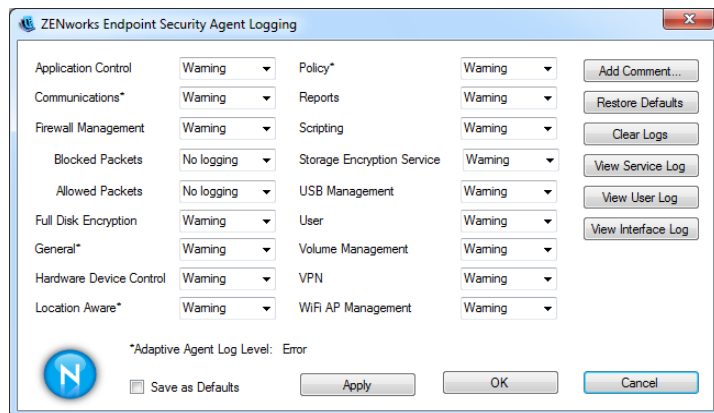 ZENworks Endpoint Security Agent Logging
Application Control Warning Policy* Warning Add Comment...
Communications* Warning Reports Warning Restore Defaults
Firewall Management Warning Scripting Warning Clear Logs
Blocked Packets No logging Storage Encryption Service Warning View Service Log
Allowed Packets No logging USB Management Warning View User Log
Full Disk Encryption Warning User Warning View Interface Log
General* Warning Volume Management Warning
Hardware Device Control Warning VPN Warning
Location Aware* Warning WiFi AP Management Warning
*Adaptive Agent Log Level: Error
N
Save as Defaults Apply OK Cancel